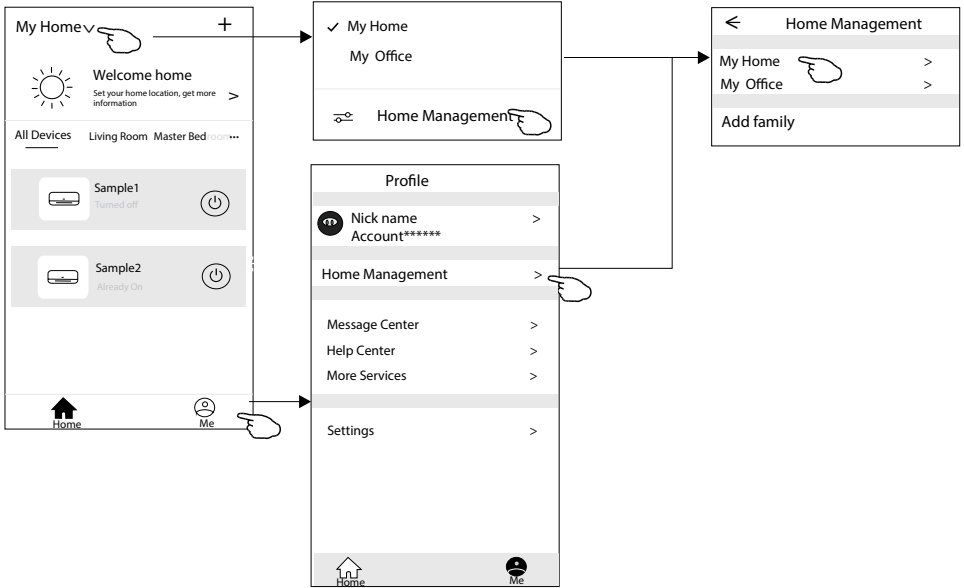 My Home
+
Welcome home
Set your home location, get more
information
>
All Devices Living Room Master Bedroom...
Sample1
Turned off
Sample2
Already On
Home
Me
✓ My Home
My Office
Home Management
Profile
Nick name >
Account******
Home Management >
Message Center >
Help Center >
More Services >
Settings >
Home
Me
Home Management
My Home >
My Office >
Add family